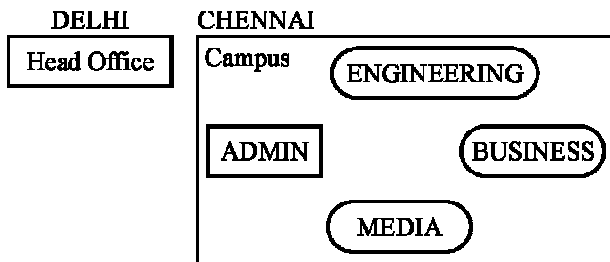 DELHI
CHENNAI
Head Office
Campus
ENGINEERING
ADMIN
BUSINESS
MEDIA